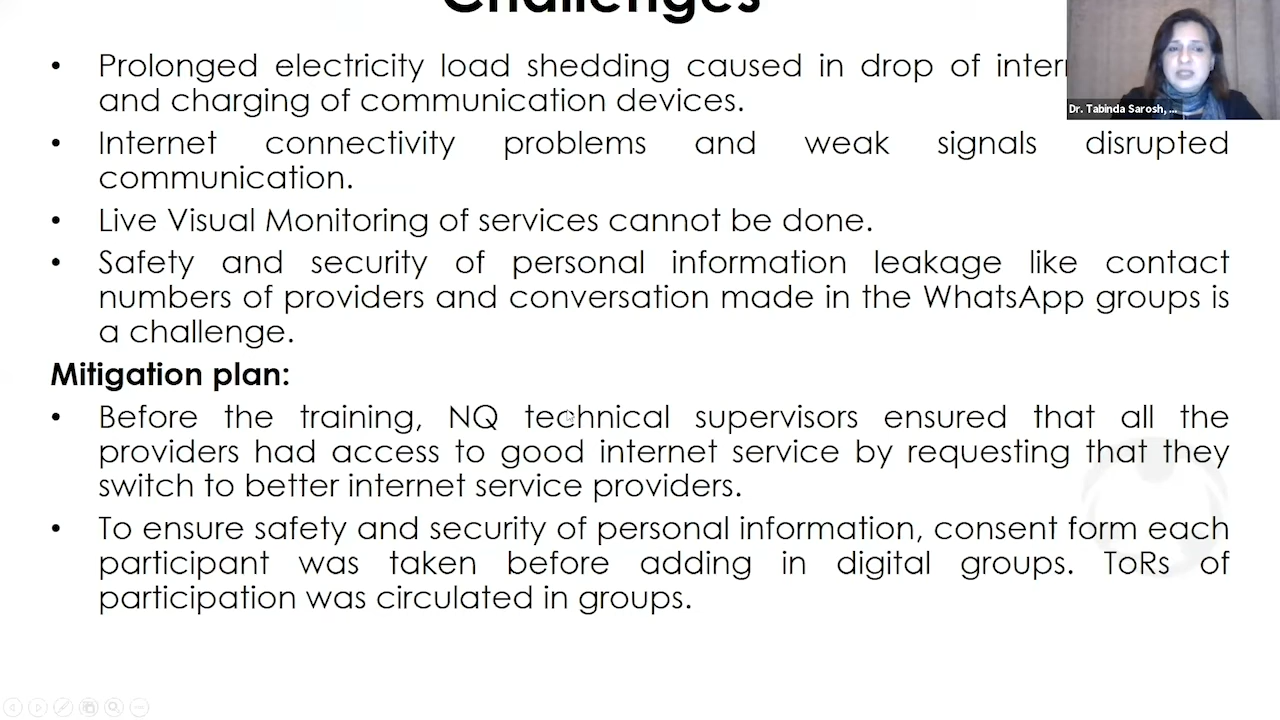 Challenges
Prolonged electricity load shedding caused in drop of
and charging of communication devices.
Dr. Tabinda Sarosh, ...
Internet connectivity problems and weak signals disrupted
communication.
Live Visual Monitoring of services cannot be done.
Safety and security of personal information leakage like contact
numbers of providers and conversation made in the WhatsApp groups is
a challenge.
Mitigation plan:
Before the training, NQ technical supervisors ensured that all the
providers had access to good internet service by requesting that they
switch to better internet service providers.
To ensure safety and security of personal information, consent form each
participant was taken before adding in digital groups. ToRs of
participation was circulated in groups.